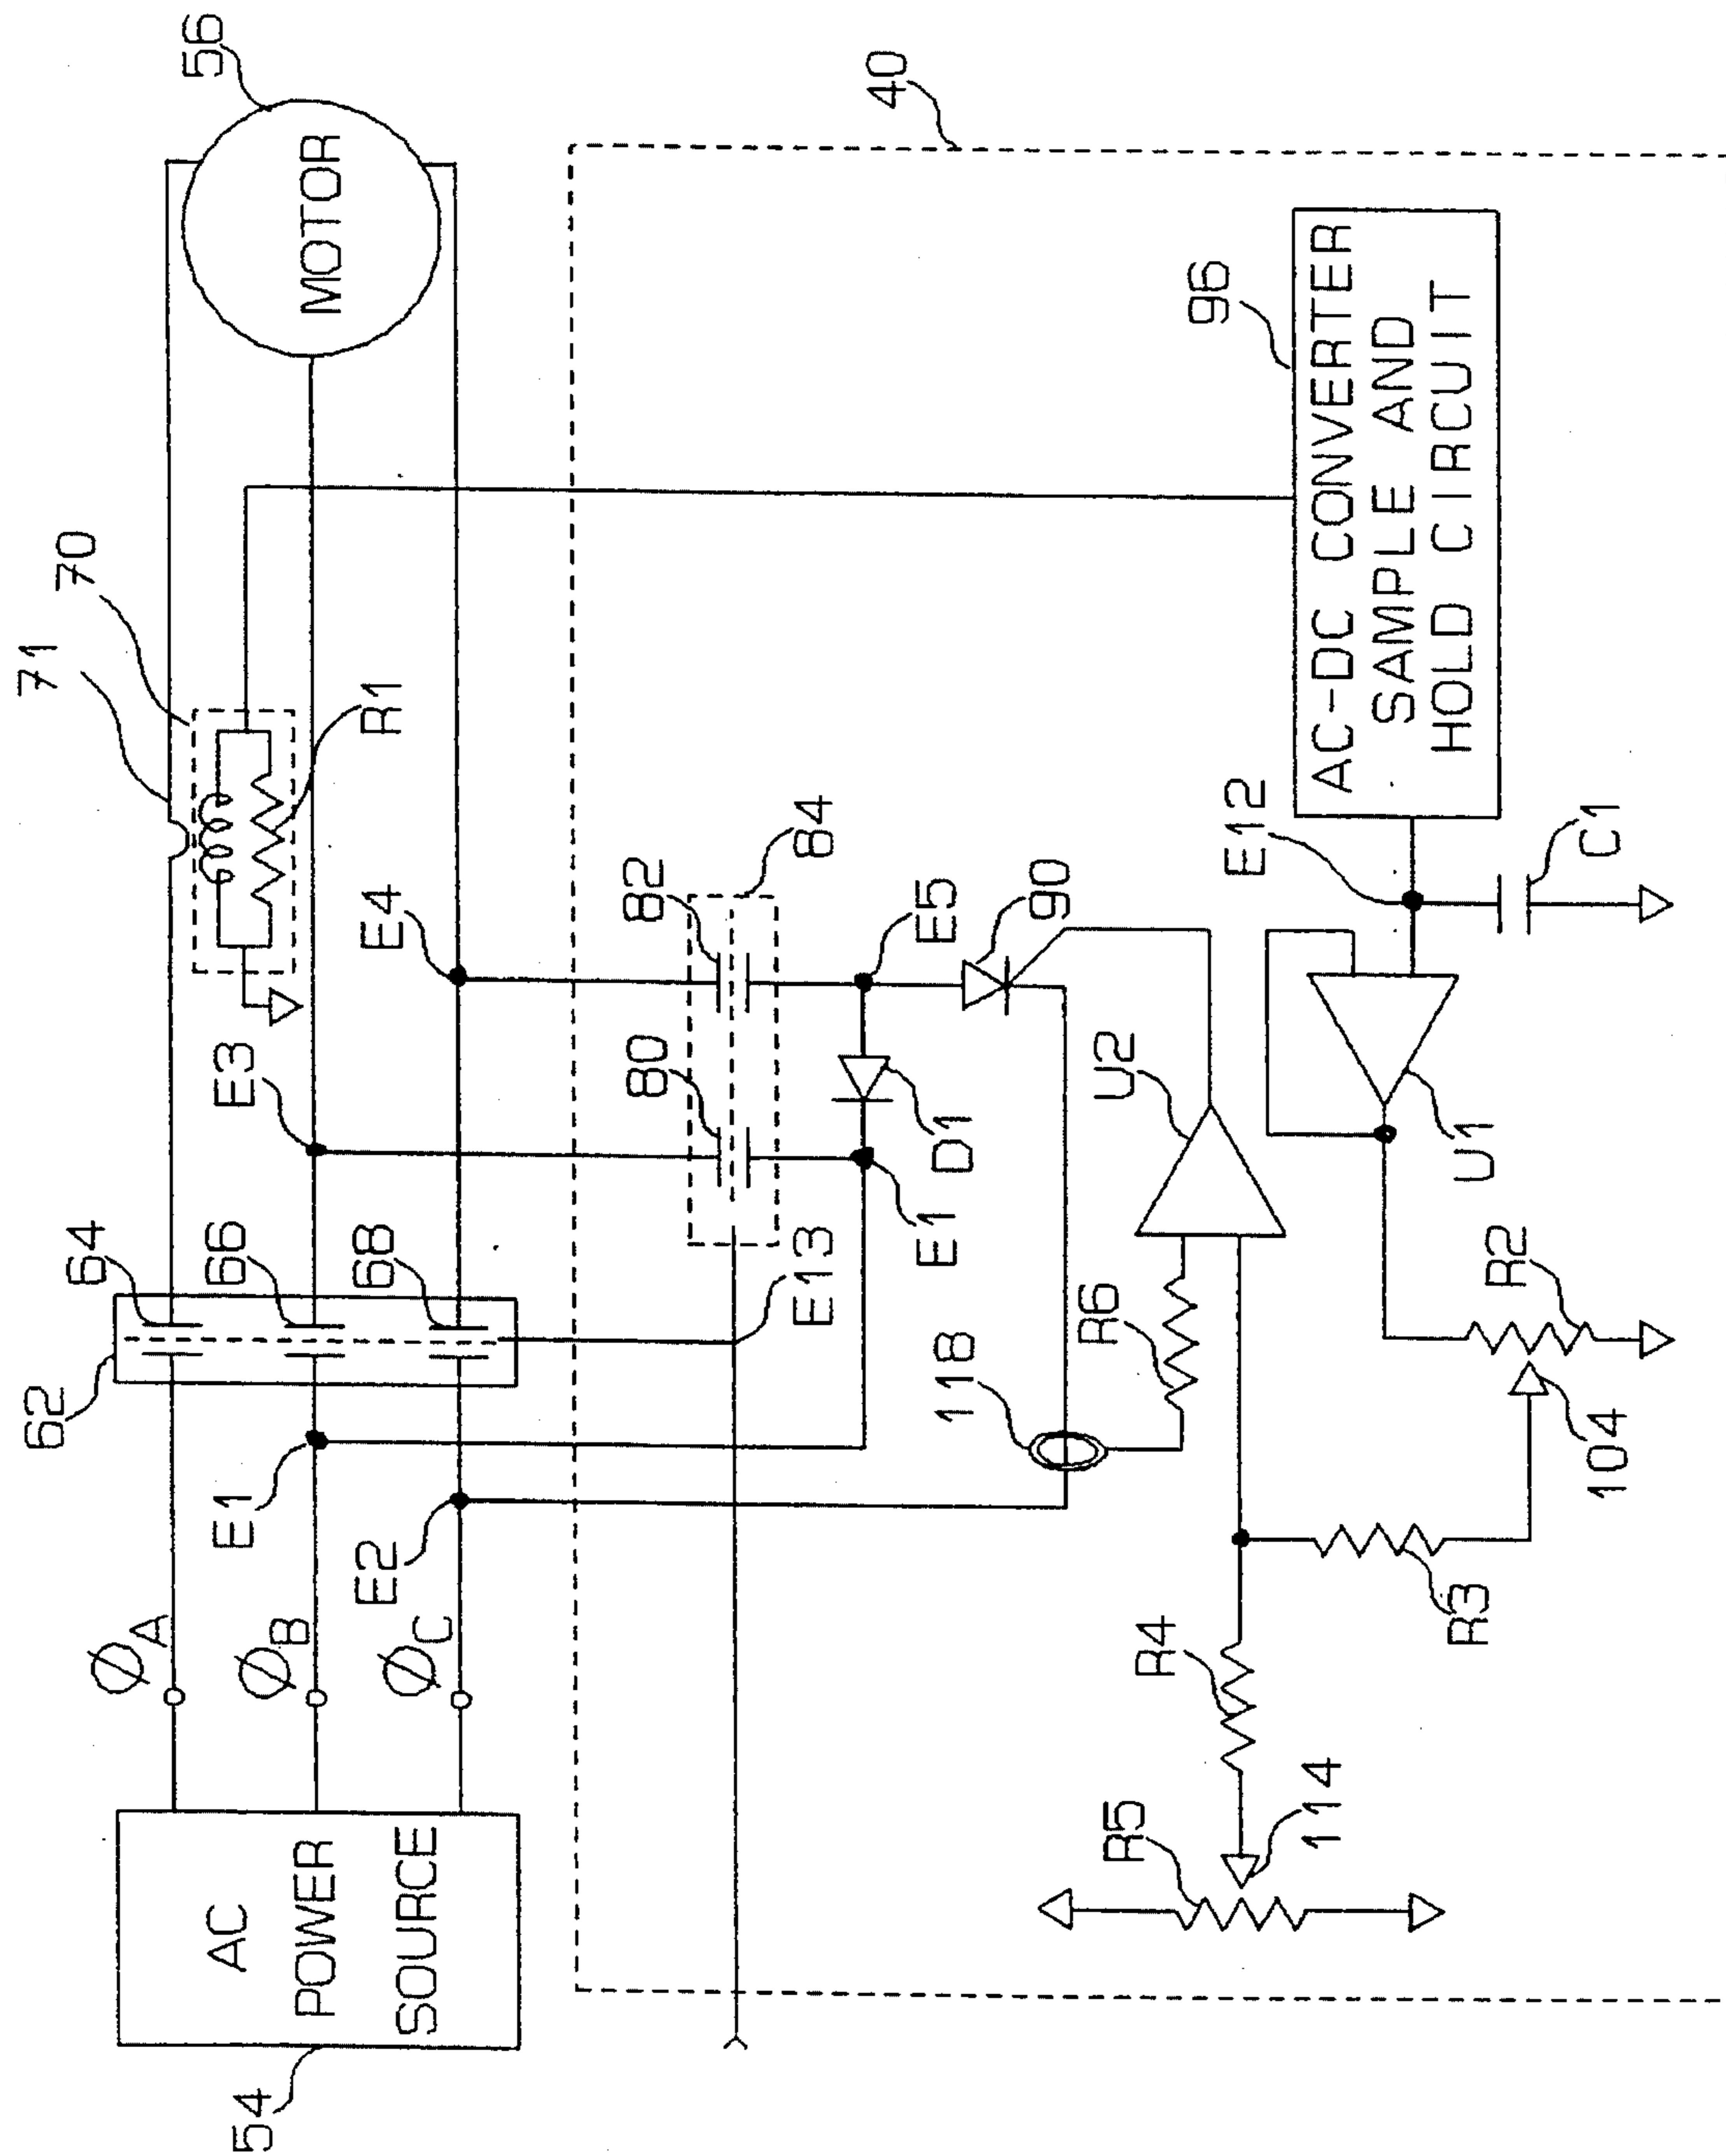 54
AC
POWER
SOURCE
ØA
ØB
ØC
E1
E2
62
64
66
68
E3
E4
71
70
R1
56
MOTOR
40
E13
80
82
84
E1
D1
E5
90
118
R6
U2
R5
114
R4
R3
104
R2
U1
E12
C1
96
AC-DC CONVERTER
SAMPLE AND
HOLD CIRCUIT